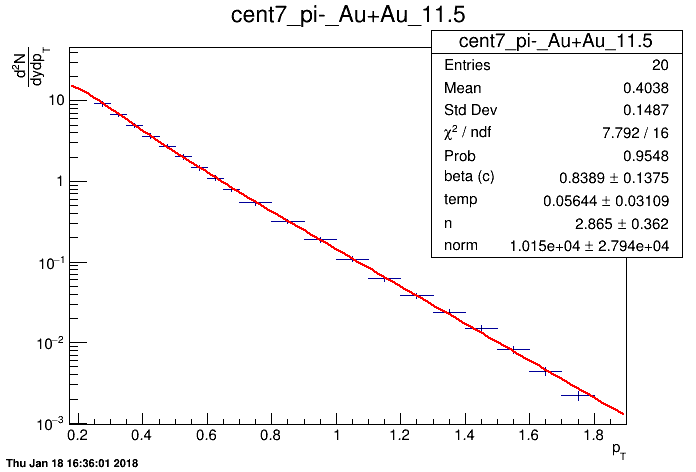 cent7_pi-_Au+Au_11.5
cent7_pi-_Au+Au_11.5
Entries 20
Mean 0.4038
Std Dev 0.1487
χ² / ndf 7.792 / 16
Prob 0.9548
beta (c) 0.8389 ± 0.1375
temp 0.05644 ± 0.03109
n 2.865 ± 0.362
norm 1.015e+04 ± 2.794e+04
d²N
dydp_T
10
1
10⁻¹
10⁻²
10⁻³
0.2 0.4 0.6 0.8 1 1.2 1.4 1.6 1.8
p_T
Thu Jan 18 16:36:01 2018